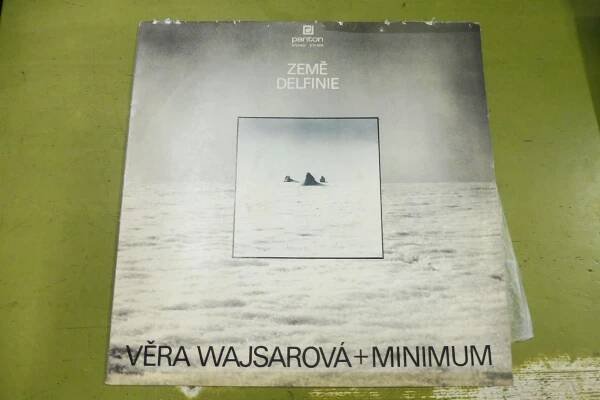 panton
ZEMĚ
DELFINIE
VĚRA WAJSAROVÁ + MINIMUM